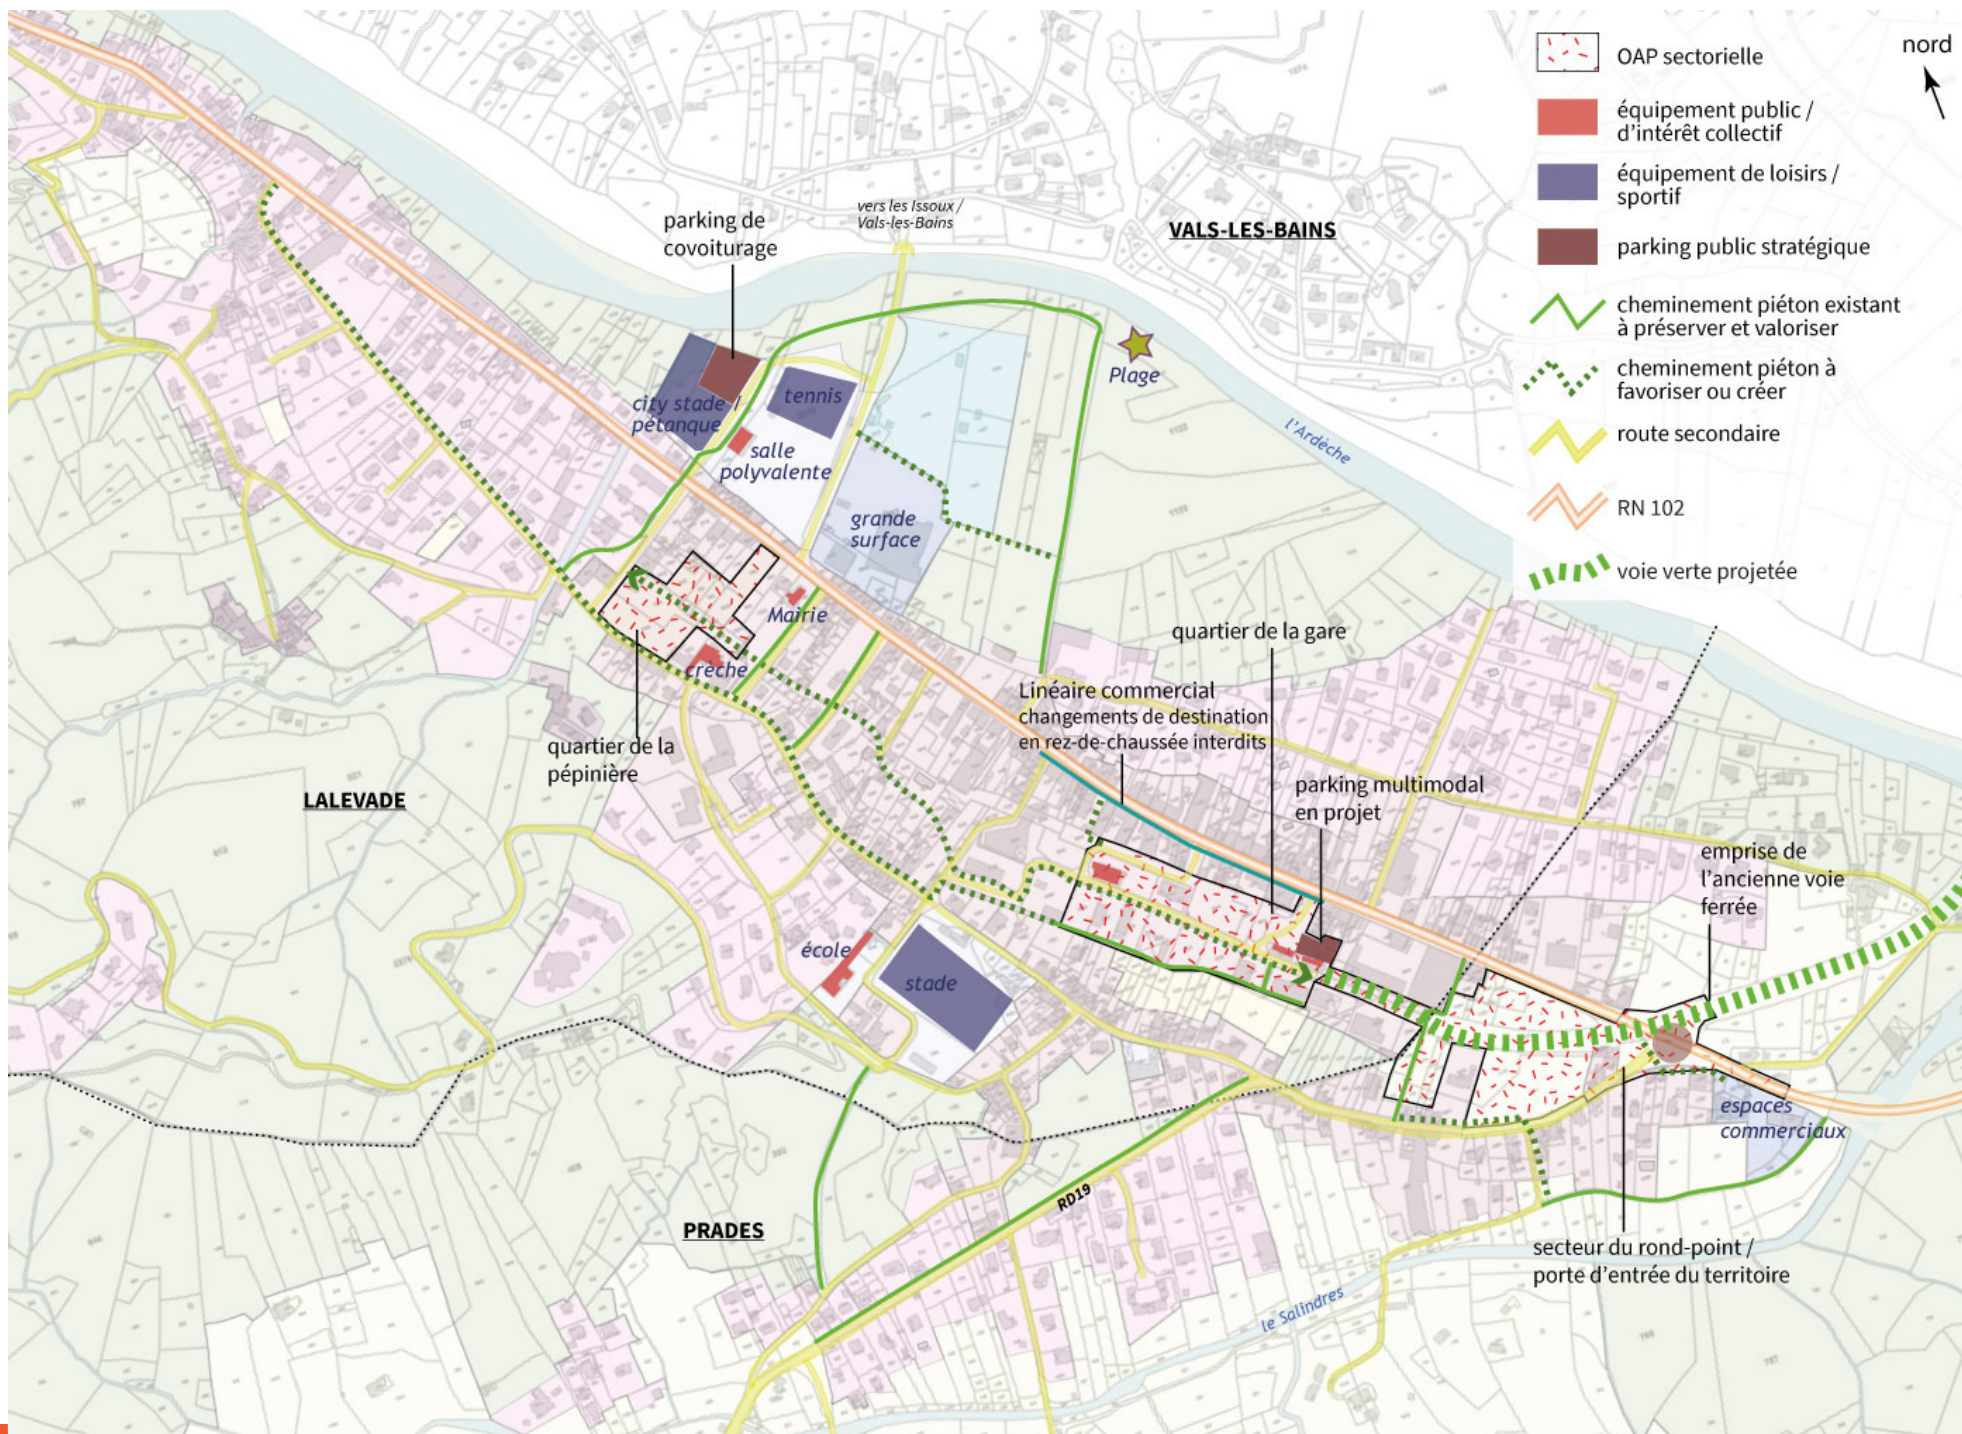 nord
OAP sectorielle
équipement public /
d'intérêt collectif
équipement de loisirs /
sportif
parking public stratégique
cheminement piéton existant
à préserver et valoriser
cheminement piéton à
favoriser ou créer
route secondaire
RN 102
voie verte projetée
vers les Issoux /
Vals-les-Bains
parking de
covoiturage
VALS-LES-BAINS
Plage
l'Ardèche
tennis
city stade /
pétanque
salle
polyvalente
grande
surface
Mairie
crèche
quartier de la gare
Linéaire commercial
changements de destination
en rez-de-chaussée interdits
quartier de la
pépinière
parking multimodal
en projet
LALEVADE
emprise de
l'ancienne voie
ferrée
école
stade
espaces
commerciaux
RD19
PRADES
secteur du rond-point /
porte d'entrée du territoire
le Salindres